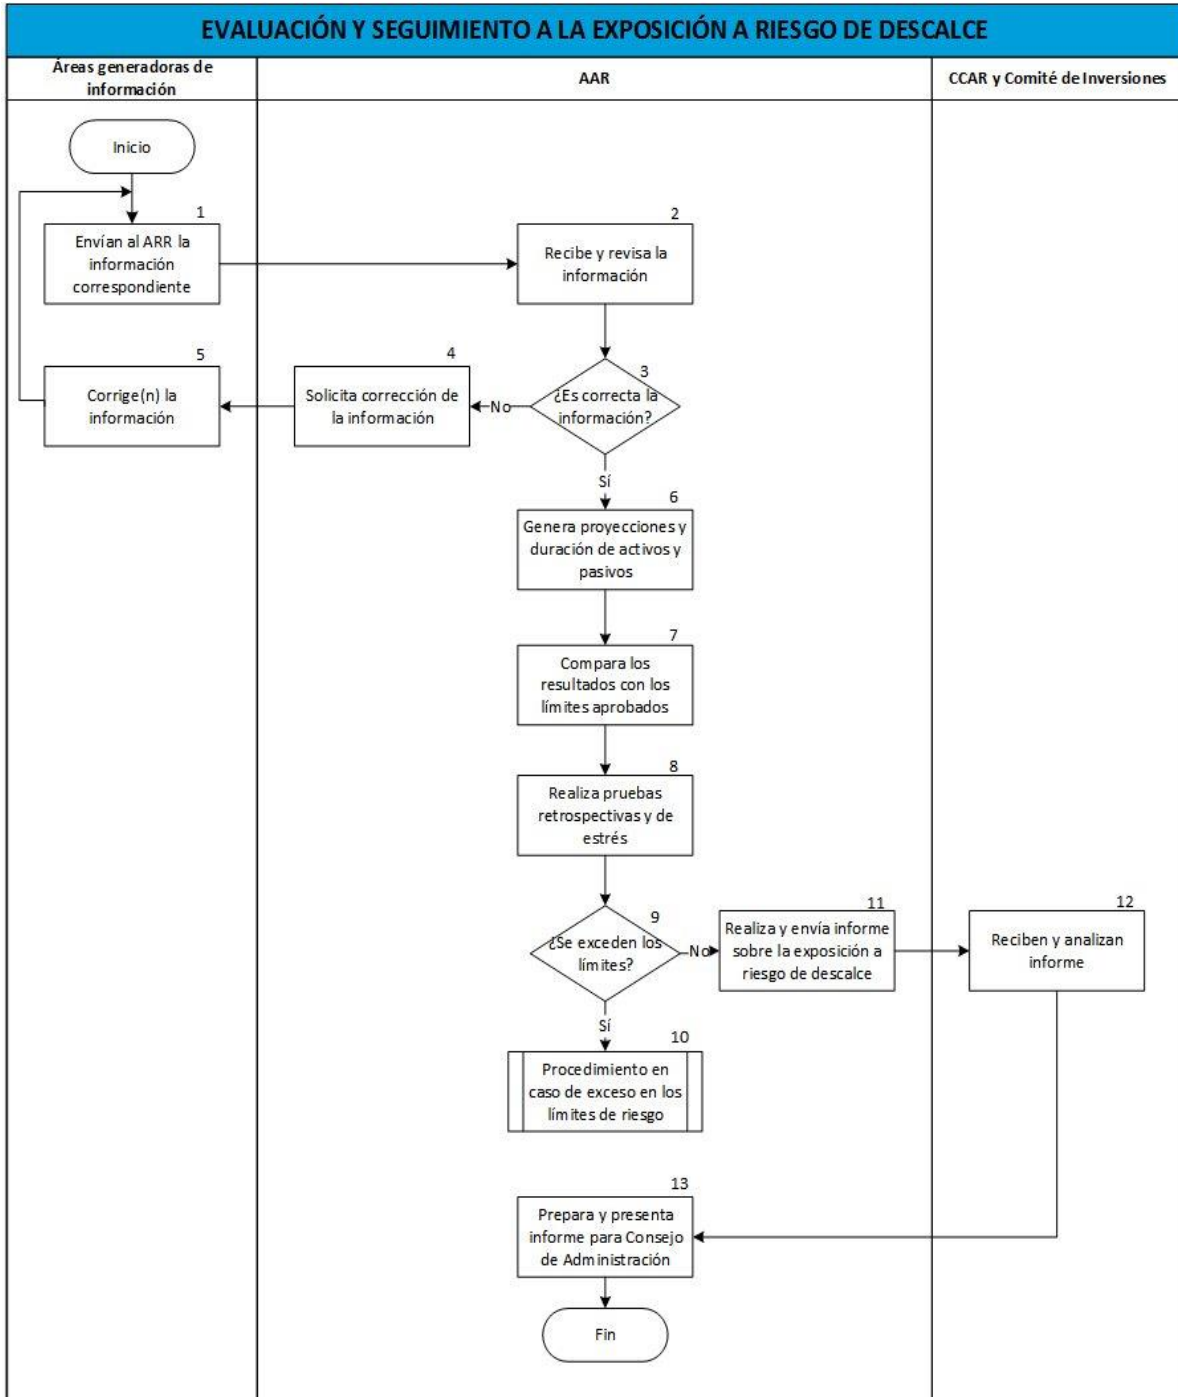 EVALUACIÓN Y SEGUIMIENTO A LA EXPOSICIÓN A RIESGO DE DESCALCE
Áreas generadoras de
información
AAR
CCAR y Comité de Inversiones
Inicio
1
Envían al ARR la
información
correspondiente
2
Recibe y revisa la
información
3
¿Es correcta la
información?
No
4
Solicita corrección de
la información
5
Corrige(n) la
información
Sí
6
Genera proyecciones y
duración de activos y
pasivos
7
Compara los
resultados con los
límites aprobados
8
Realiza pruebas
retrospectivas y de
estrés
9
¿Se exceden los
límites?
No
11
Realiza y envía informe
sobre la exposición a
riesgo de descalce
12
Reciben y analizan
informe
Sí
10
Procedimiento en
caso de exceso en los
límites de riesgo
13
Prepara y presenta
informe para Consejo
de Administración
Fin